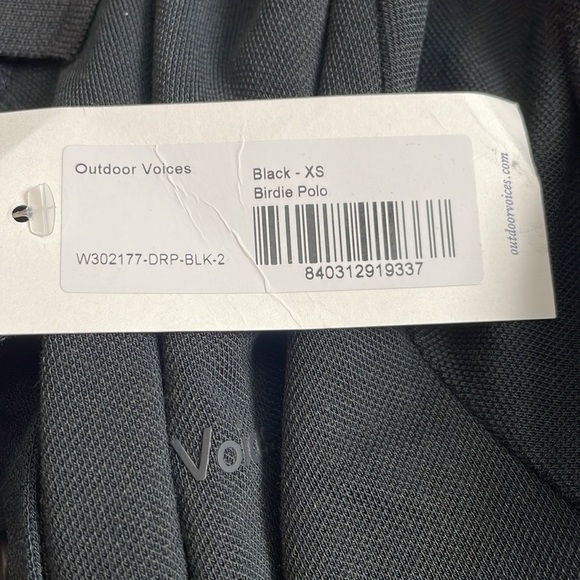 Outdoor Voices
Black - XS
Birdie Polo
W302177-DRP-BLK-2
840312919337
outdoorvoices.com